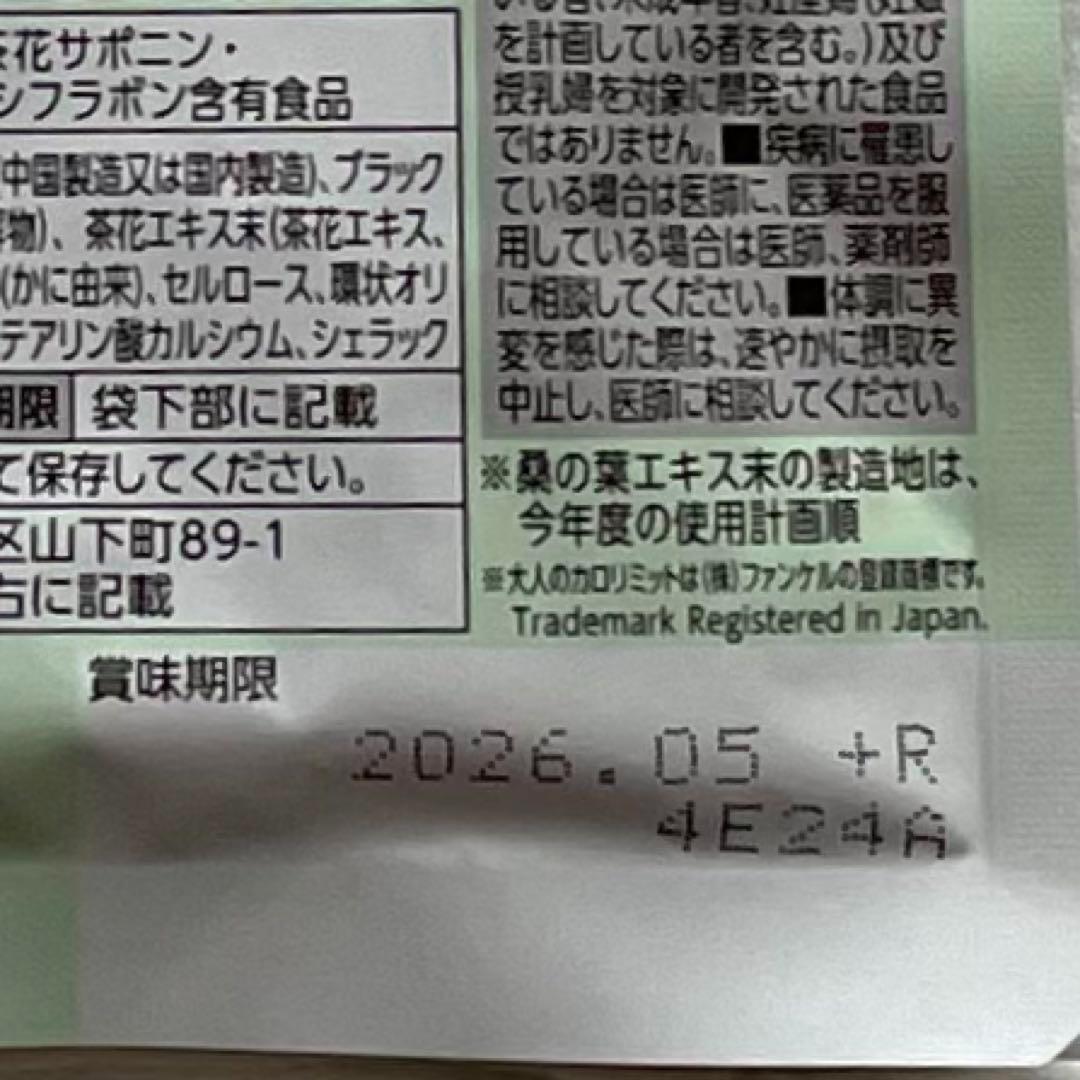 茶花サポニン・
シフラボン含有食品
(中国製造又は国内製造)、ブラック
物)、茶花エキス末(茶花エキス、
(かに由来)、セルロース、環状オリ
テアリン酸カルシウム、シェラック
期限 袋下部に記載
て保存してください。
区山下町89-1
右に記載
を計画している者を含む。)及び
授乳婦を対象に開発された食品
ではありません。■疾病に罹患し
ている場合は医師に、医薬品を服
用している場合は医師、薬剤師
に相談してください。■体調に異
変を感じた際は、速やかに摂取を
中止し、医師に相談してください。
※桑の葉エキス末の製造地は、
今年度の使用計画順
※大人のカロリミットは(株)ファンケルの登録商標です。
Trademark Registered in Japan.
賞味期限
2026.05 +R
4E24A